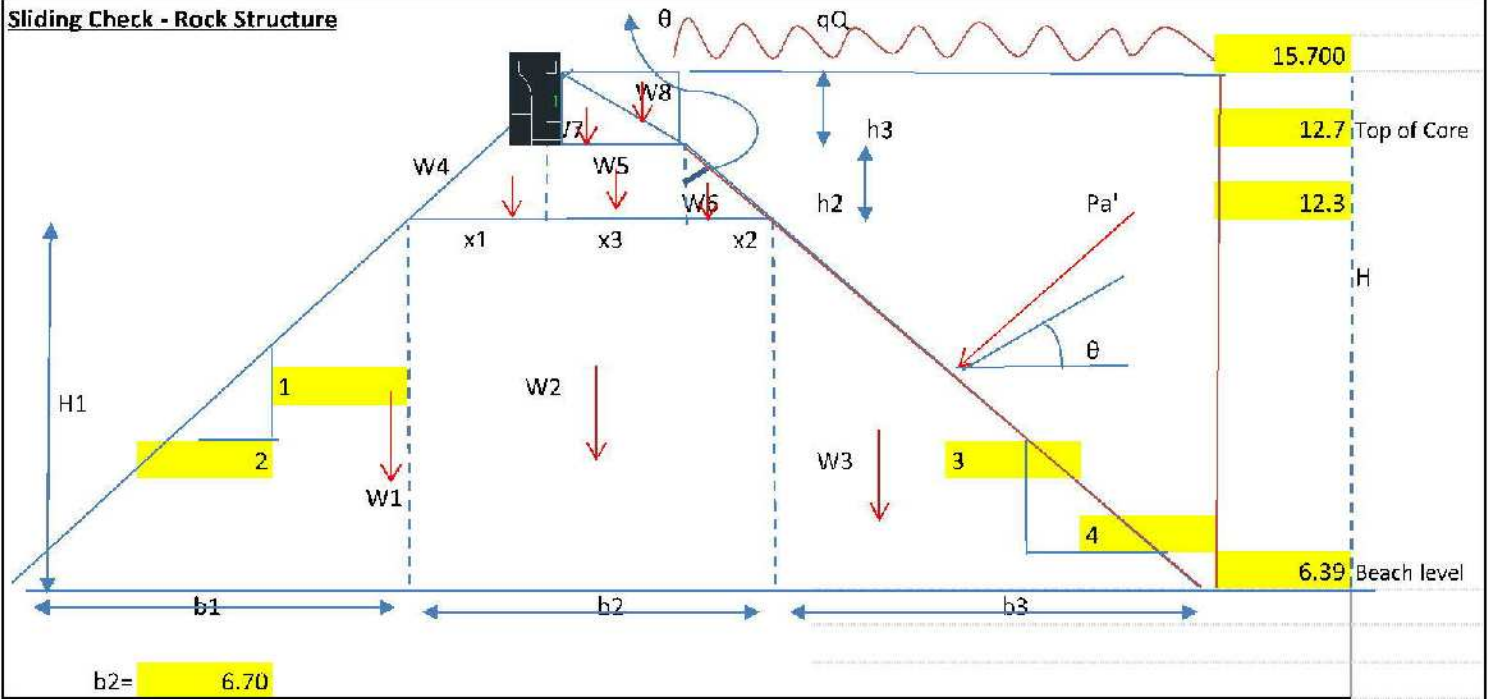 Sliding Check - Rock Structure
θ
qQ
15.700
W8
h3
12.7 Top of Core
W7
W4
W5
W6
h2
Pa'
12.3
x1
x3
x2
H
1
H1
W2
θ
2
W3
3
W1
4
6.39 Beach level
b1
b2
b3
b2= 6.70